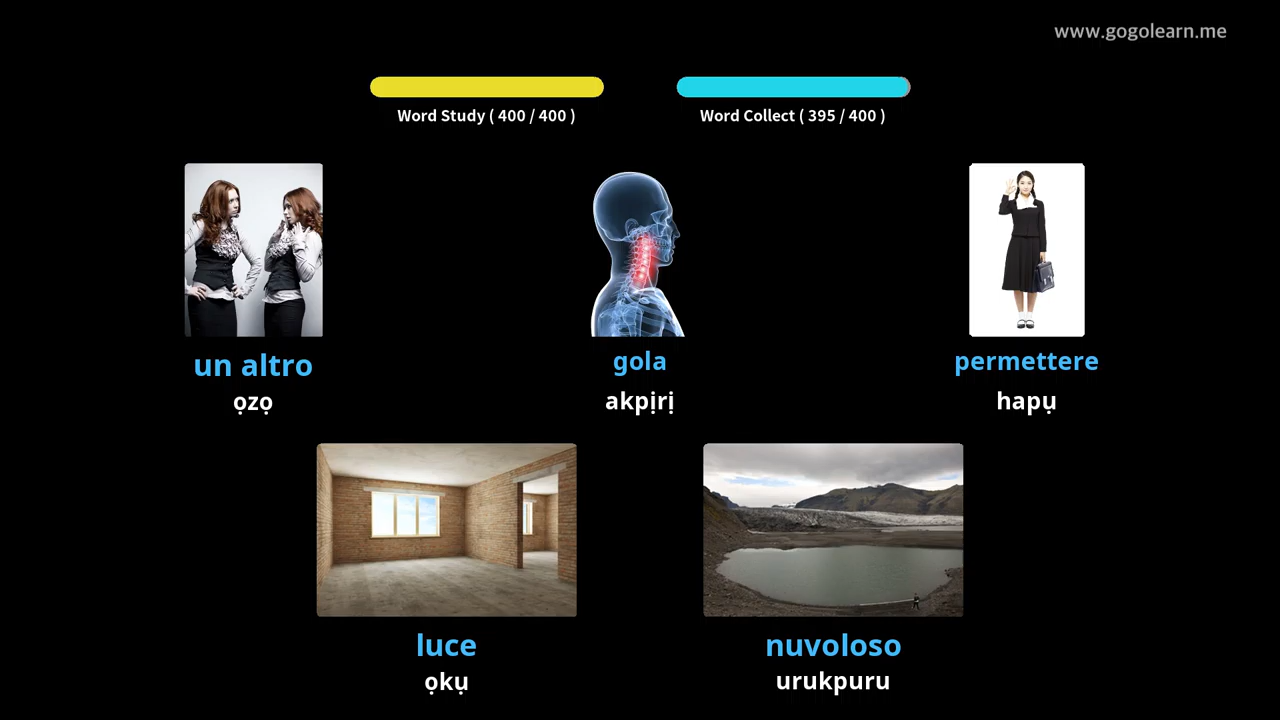 www.gogolearn.me
Word Study ( 400 / 400 )
Word Collect ( 395 / 400 )
un altro
ọzọ
gola
akpịrị
permettere
hapụ
luce
ọkụ
nuvoloso
urukpuru